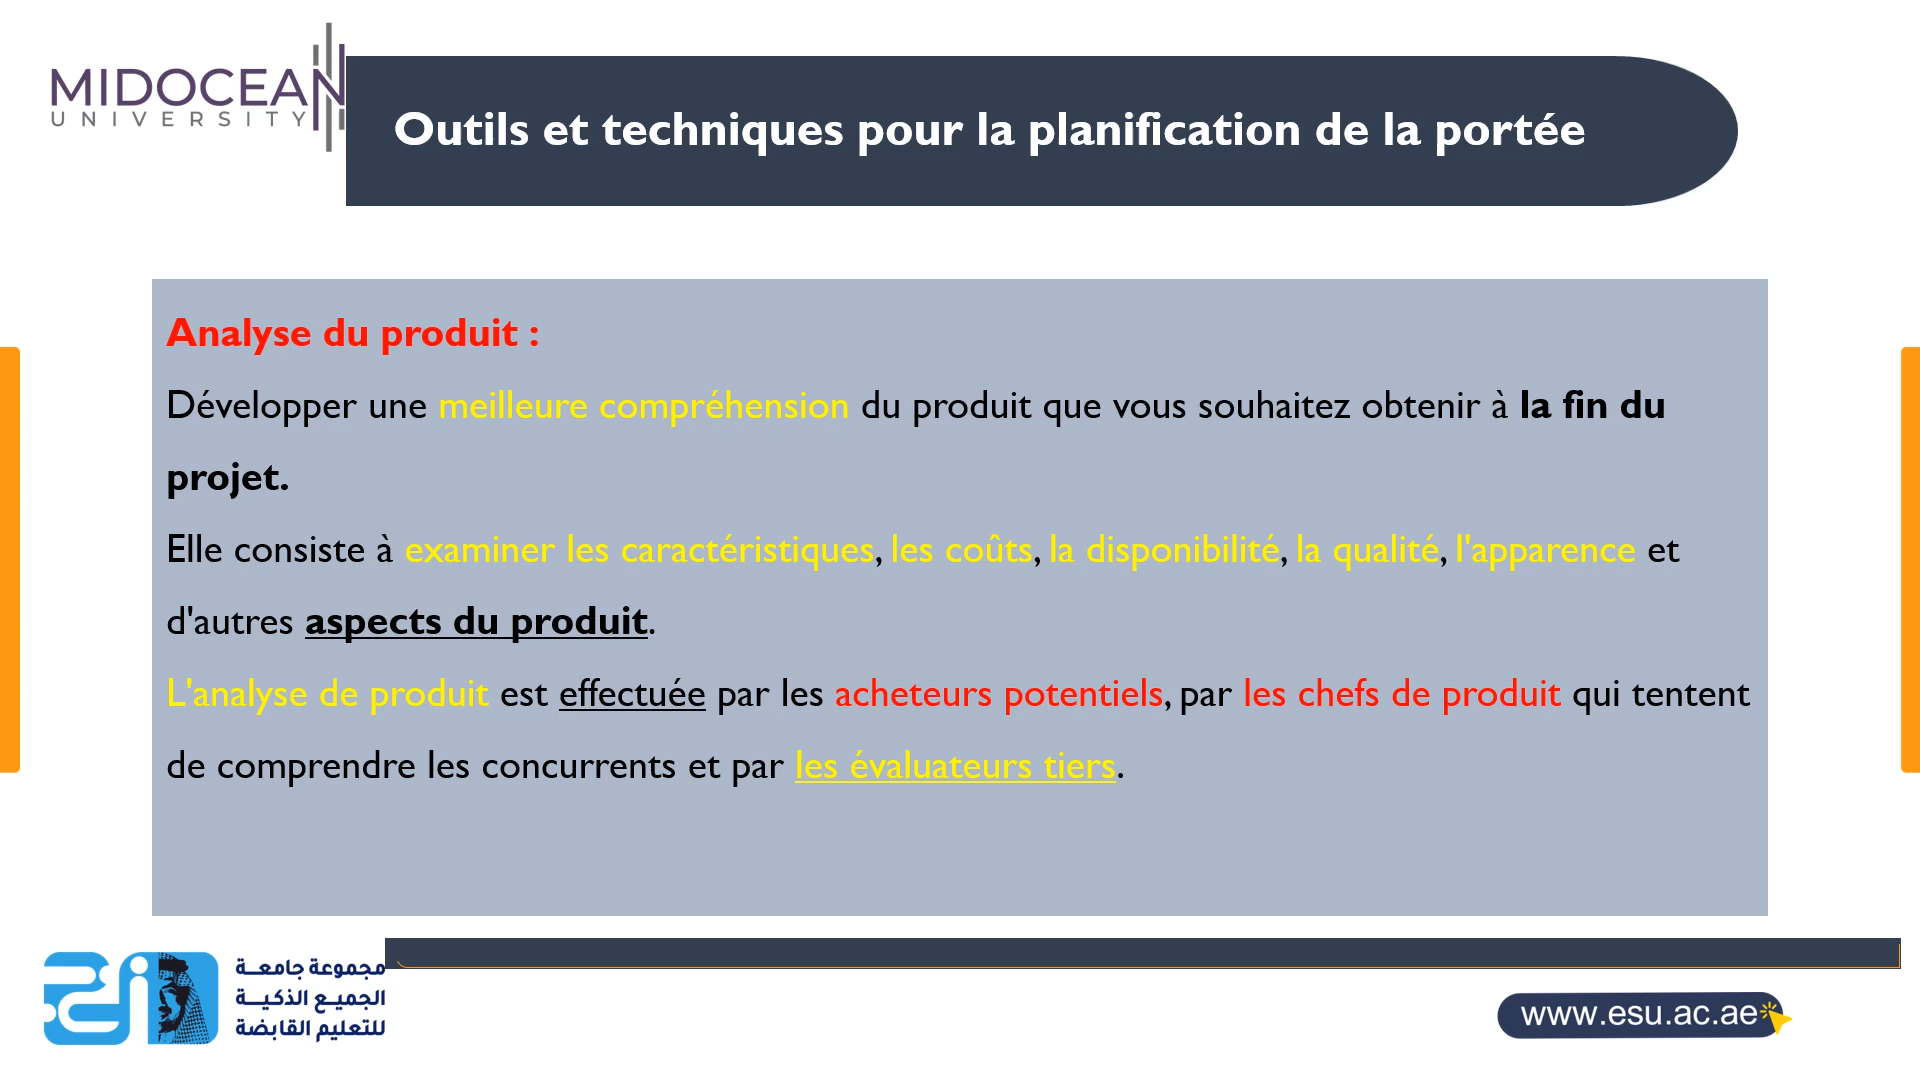 MIDOCEAN
UNIVERSITY
Outils et techniques pour la planification de la portée
Analyse du produit :
Développer une meilleure compréhension du produit que vous souhaitez obtenir à la fin du
projet.
Elle consiste à examiner les caractéristiques, les coûts, la disponibilité, la qualité, l'apparence et
d'autres aspects du produit.
L'analyse de produit est effectuée par les acheteurs potentiels, par les chefs de produit qui tentent
de comprendre les concurrents et par les évaluateurs tiers.
مجموعة جامعة
الجميع الذكية
للتعليم القابضة
www.esu.ac.ae